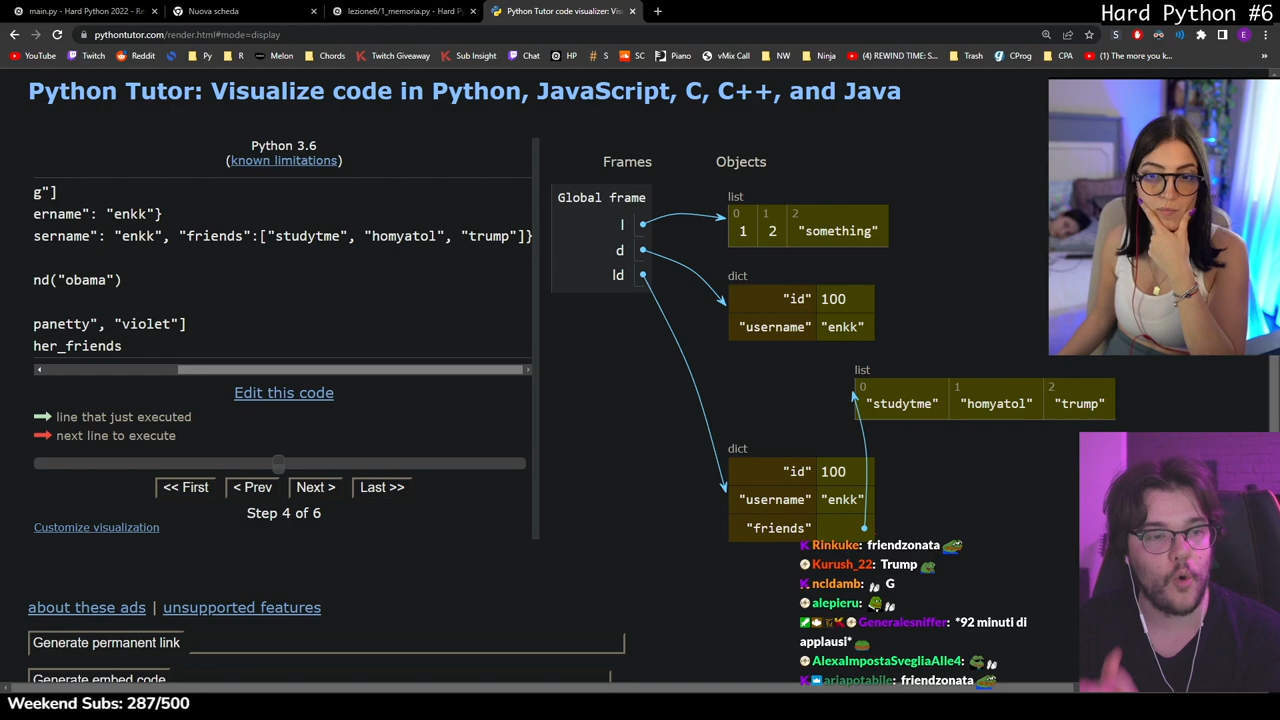 main.py - Hard Python 2022 - Re
Nuova scheda
lezione6/1_memoria.py - Hard P
Python Tutor code visualizer: Vis
Hard Python #6
pythontutor.com/render.html#mode=display
YouTube
Twitch
Reddit
Py
R
Melon
Chords
Twitch Giveaway
Sub Insight
Chat
HP
S
SC
Piano
vMix Call
NW
Ninja
(4) REWIND TIME: S...
Trash
CProg
CPA
The more you k...
Python Tutor: Visualize code in Python, JavaScript, C, C++, and Java
Python 3.6
(known limitations)
g"]
ername": "enkk"}
sername": "enkk", "friends":["studytme", "homyatol", "trump"]}
nd("obama")
panetty", "violet"]
her_friends
Edit this code
line that just executed
next line to execute
<< First
< Prev
Next >
Last >>
Step 4 of 6
Customize visualization
Frames
Objects
Global frame
l
d
ld
list
0 1 2
1 2 "something"
dict
"id" 100
"username" "enkk"
list
0 1 2
"studytme" "homyatol" "trump"
dict
"id" 100
"username" "enkk"
"friends"
Rinkuke: friendzonata
Kurush_22: Trump
ncldamb: G
alepieru:
Generalesniffer: *92 minuti di
applausi*
AlexaImpostaSvegliaAlle4:
ariapotabile: friendzonata
about these ads | unsupported features
Generate permanent link
Generate embed code
Weekend Subs: 287/500